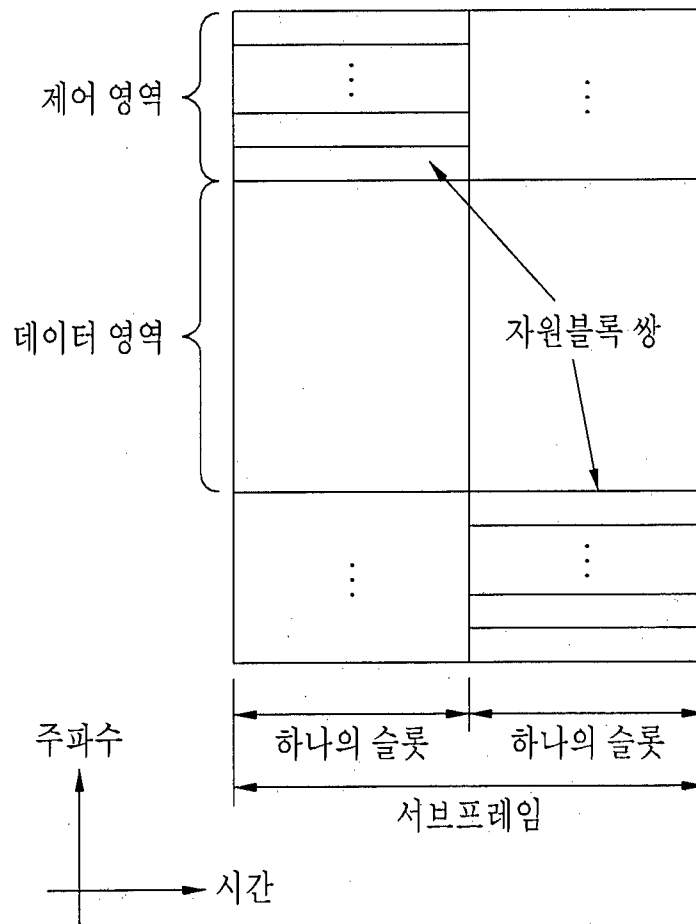 제어 영역
데이터 영역
자원블록 쌍
하나의 슬롯
하나의 슬롯
서브프레임
주파수
시간